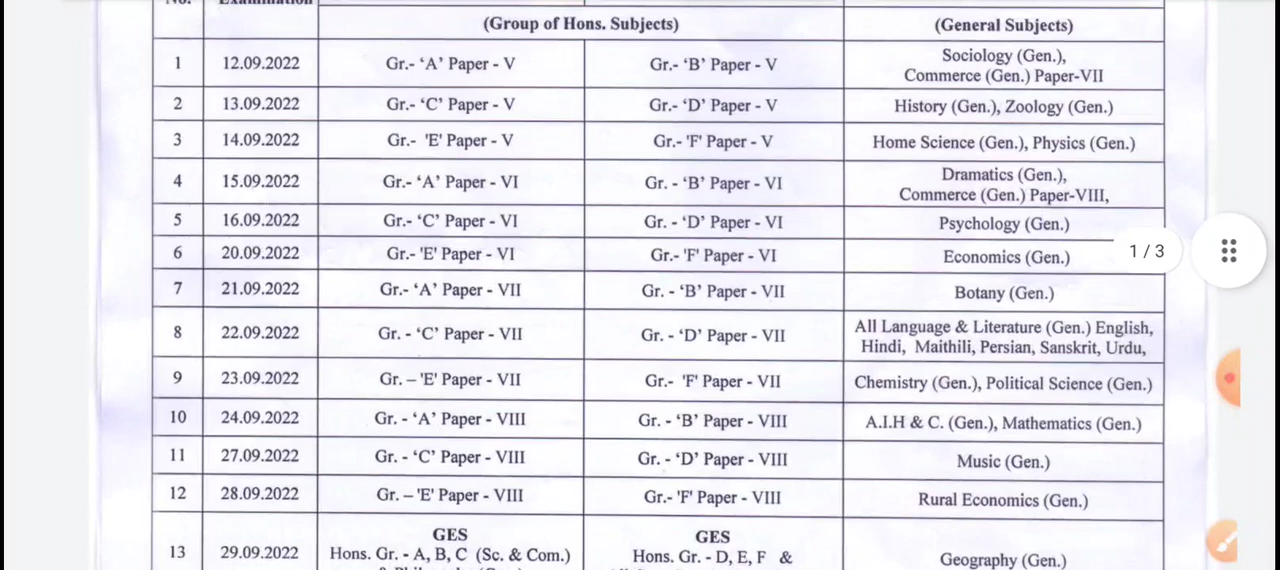 No. Examination
(Group of Hons. Subjects) (General Subjects)
1 12.09.2022 Gr.- ‘A’ Paper - V Gr.- ‘B’ Paper - V Sociology (Gen.),
Commerce (Gen.) Paper-VII
2 13.09.2022 Gr.- ‘C’ Paper - V Gr.- ‘D’ Paper - V History (Gen.), Zoology (Gen.)
3 14.09.2022 Gr.- 'E' Paper - V Gr.- 'F' Paper - V Home Science (Gen.), Physics (Gen.)
4 15.09.2022 Gr.- ‘A’ Paper - VI Gr. - ‘B’ Paper - VI Dramatics (Gen.),
Commerce (Gen.) Paper-VIII,
5 16.09.2022 Gr.- ‘C’ Paper - VI Gr. - ‘D’ Paper - VI Psychology (Gen.)
6 20.09.2022 Gr.- 'E' Paper - VI Gr.- 'F' Paper - VI Economics (Gen.)
1 / 3
7 21.09.2022 Gr.- ‘A’ Paper - VII Gr. - ‘B’ Paper - VII Botany (Gen.)
8 22.09.2022 Gr. - ‘C’ Paper - VII Gr. - ‘D’ Paper - VII All Language & Literature (Gen.) English,
Hindi, Maithili, Persian, Sanskrit, Urdu,
9 23.09.2022 Gr. – 'E' Paper - VII Gr.- 'F' Paper - VII Chemistry (Gen.), Political Science (Gen.)
10 24.09.2022 Gr. - ‘A’ Paper - VIII Gr. - ‘B’ Paper - VIII A.I.H & C. (Gen.), Mathematics (Gen.)
11 27.09.2022 Gr. - ‘C’ Paper - VIII Gr. - ‘D’ Paper - VIII Music (Gen.)
12 28.09.2022 Gr. – 'E' Paper - VIII Gr.- 'F' Paper - VIII Rural Economics (Gen.)
13 29.09.2022 GES GES Geography (Gen.)
Hons. Gr. - A, B, C (Sc. & Com.) Hons. Gr. - D, E, F &